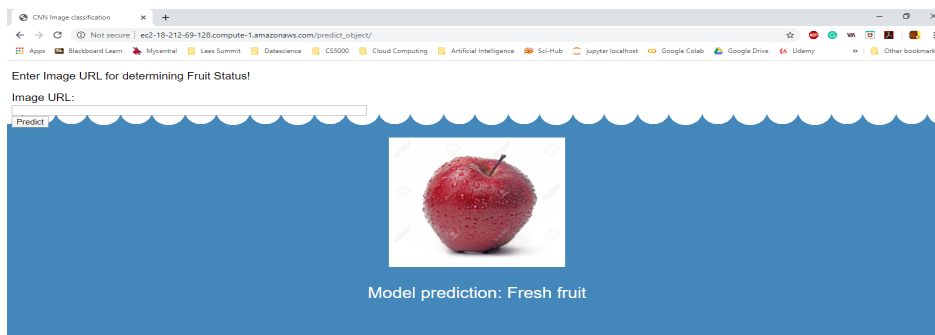 CNN Image classification
Not secure | ec2-18-212-69-128.compute-1.amazonaws.com/predict_object/
Apps Blackboard Learn Mycentral Lees Summit Datascience CS5000 Cloud Computing Artificial Intelligence Sci-Hub jupyter localhost Google Colab Google Drive Udemy » Other bookmark
Enter Image URL for determining Fruit Status!
Image URL:
Predict
Model prediction: Fresh fruit